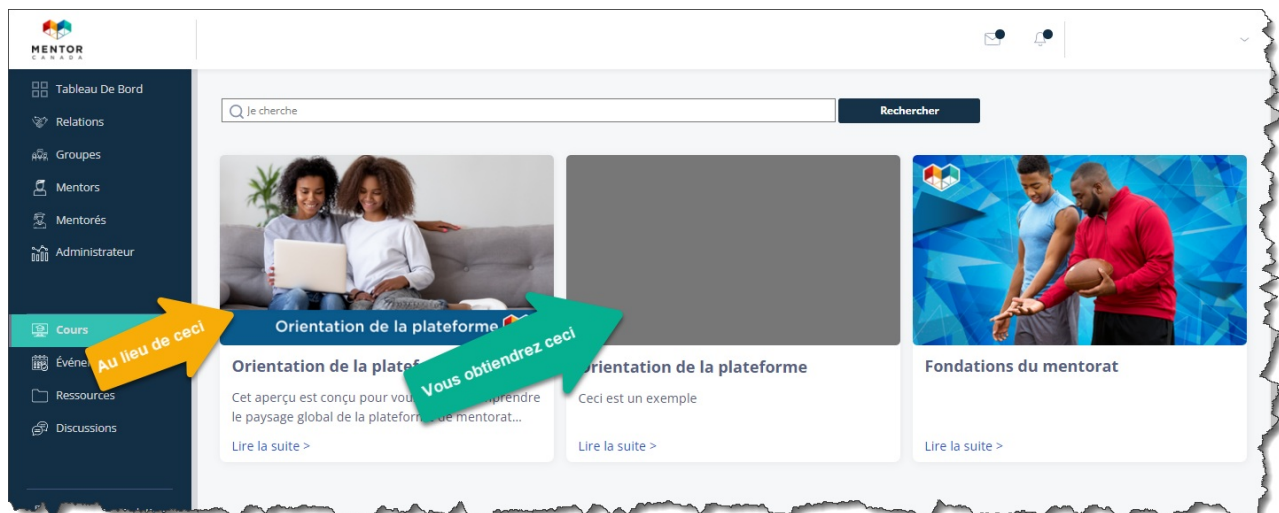 MENTOR
CANADA
Tableau De Bord
Relations
Groupes
Mentors
Mentorés
Administrateur
Cours
Événe
Ressources
Discussions
Je cherche
Rechercher
Au lieu de ceci
Vous obtiendrez ceci
Orientation de la plateforme
Orientation de la platef
Cet aperçu est conçu pour vou prendre
le paysage global de la plateforme de mentorat...
Lire la suite >
Orientation de la plateforme
Ceci est un exemple
Lire la suite >
Fondations du mentorat
Lire la suite >